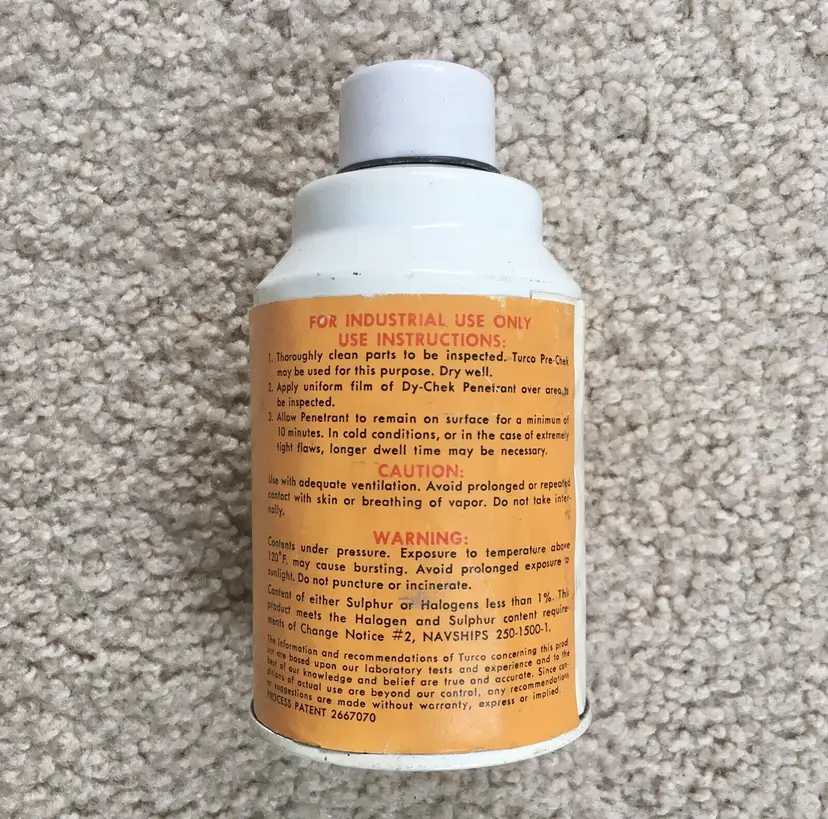 FOR INDUSTRIAL USE ONLY
USE INSTRUCTIONS:
1. Thoroughly clean parts to be inspected. Turco Pre-Chek
may be used for this purpose. Dry well.
2. Apply uniform film of Dy-Chek Penetrant over area to
be inspected.
3. Allow Penetrant to remain on surface for a minimum of
10 minutes. In cold conditions, or in the case of extremely
tight flaws, longer dwell time may be necessary.
CAUTION:
Use with adequate ventilation. Avoid prolonged or repeated
contact with skin or breathing of vapor. Do not take inter-
nally.
WARNING:
Contents under pressure. Exposure to temperature above
120°F. may cause bursting. Avoid prolonged exposure to
sunlight. Do not puncture or incinerate.
Content of either Sulphur or Halogens less than 1%. This
product meets the Halogen and Sulphur content require-
ments of Change Notice #2, NAVSHIPS 250-1500-1.
The information and recommendations of Turco concerning this prod
uct are based upon our laboratory tests and experience and to the
best of our knowledge and belief are true and accurate. Since con-
ditions of actual use are beyond our control, any recommendations
or suggestions are made without warranty, express or implied.
PROCESS PATENT 2667070